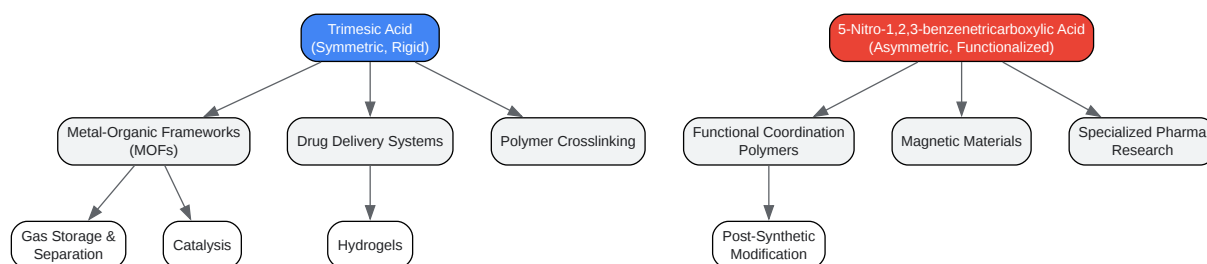 Trimesic Acid
(Symmetric, Rigid)
5-Nitro-1,2,3-benzenetricarboxylic Acid
(Asymmetric, Functionalized)
Metal-Organic Frameworks
(MOFs)
Drug Delivery Systems
Polymer Crosslinking
Functional Coordination
Polymers
Magnetic Materials
Specialized Pharma
Research
Gas Storage &
Separation
Catalysis
Hydrogels
Post-Synthetic
Modification